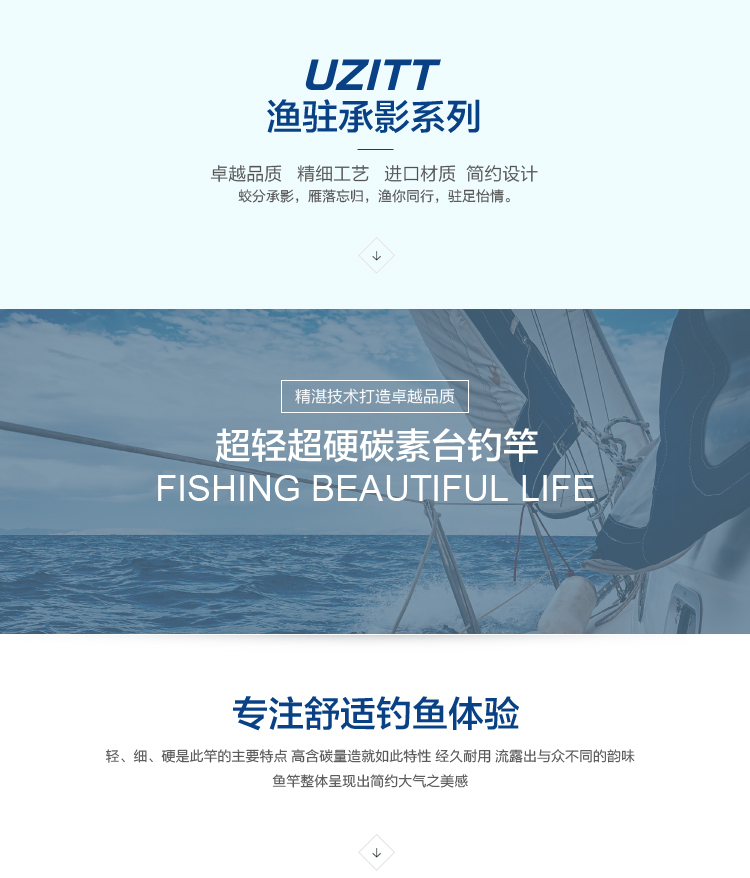 UZITT
渔驻承影系列
卓越品质 精细工艺 进口材质 简约设计
蛟分承影，雁落忘归，渔你同行，驻足怡情。
精湛技术打造卓越品质
超轻超硬碳素台钓竿
FISHING BEAUTIFUL LIFE
专注舒适钓鱼体验
轻、细、硬是此竿的主要特点 高含碳量造就如此特性 经久耐用 流露出与众不同的韵味
鱼竿整体呈现出简约大气之美感